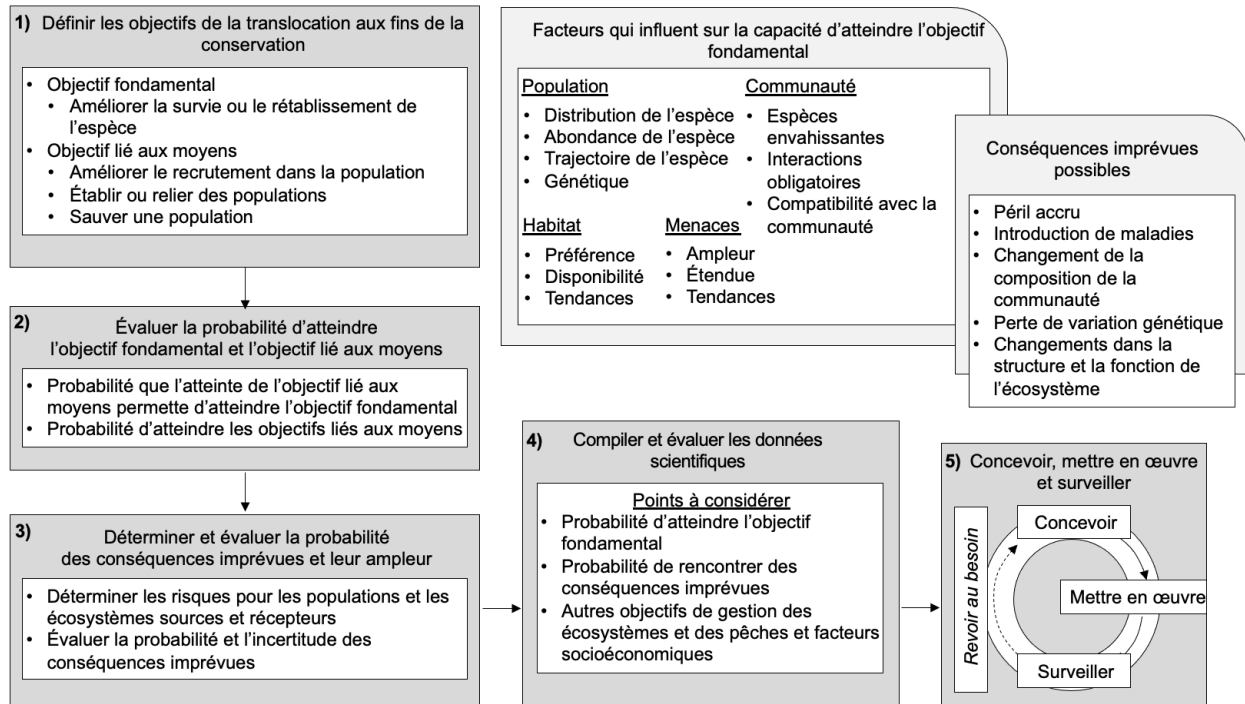 1) Définir les objectifs de la translocation aux fins de la
conservation
• Objectif fondamental
• Améliorer la survie ou le rétablissement de
l’espèce
• Objectif lié aux moyens
• Améliorer le recrutement dans la population
• Établir ou relier des populations
• Sauver une population
2) Évaluer la probabilité d’atteindre
l’objectif fondamental et l’objectif lié aux moyens
• Probabilité que l’atteinte de l’objectif lié aux
moyens permette d’atteindre l’objectif fondamental
• Probabilité d’atteindre les objectifs liés aux moyens
3) Déterminer et évaluer la probabilité
des conséquences imprévues et leur ampleur
• Déterminer les risques pour les populations et les
écosystèmes sources et récepteurs
• Évaluer la probabilité et l’incertitude des
conséquences imprévues
Facteurs qui influent sur la capacité d’atteindre l’objectif
fondamental
Population
• Distribution de l’espèce
• Abondance de l’espèce
• Trajectoire de l’espèce
• Génétique
Communauté
• Espèces
envahissantes
• Interactions
obligatoires
• Compatibilité avec la
communauté
Habitat
• Préférence
• Disponibilité
• Tendances
Menaces
• Ampleur
• Étendue
• Tendances
Conséquences imprévues
possibles
• Péril accru
• Introduction de maladies
• Changement de la
composition de la
communauté
• Perte de variation génétique
• Changements dans la
structure et la fonction de
l’écosystème
4) Compiler et évaluer les données
scientifiques
Points à considérer
• Probabilité d’atteindre l’objectif
fondamental
• Probabilité de rencontrer des
conséquences imprévues
• Autres objectifs de gestion des
écosystèmes et des pêches et facteurs
socioéconomiques
5) Concevoir, mettre en œuvre
et surveiller
Revoir au besoin
Concevoir
Mettre en œuvre
Surveiller